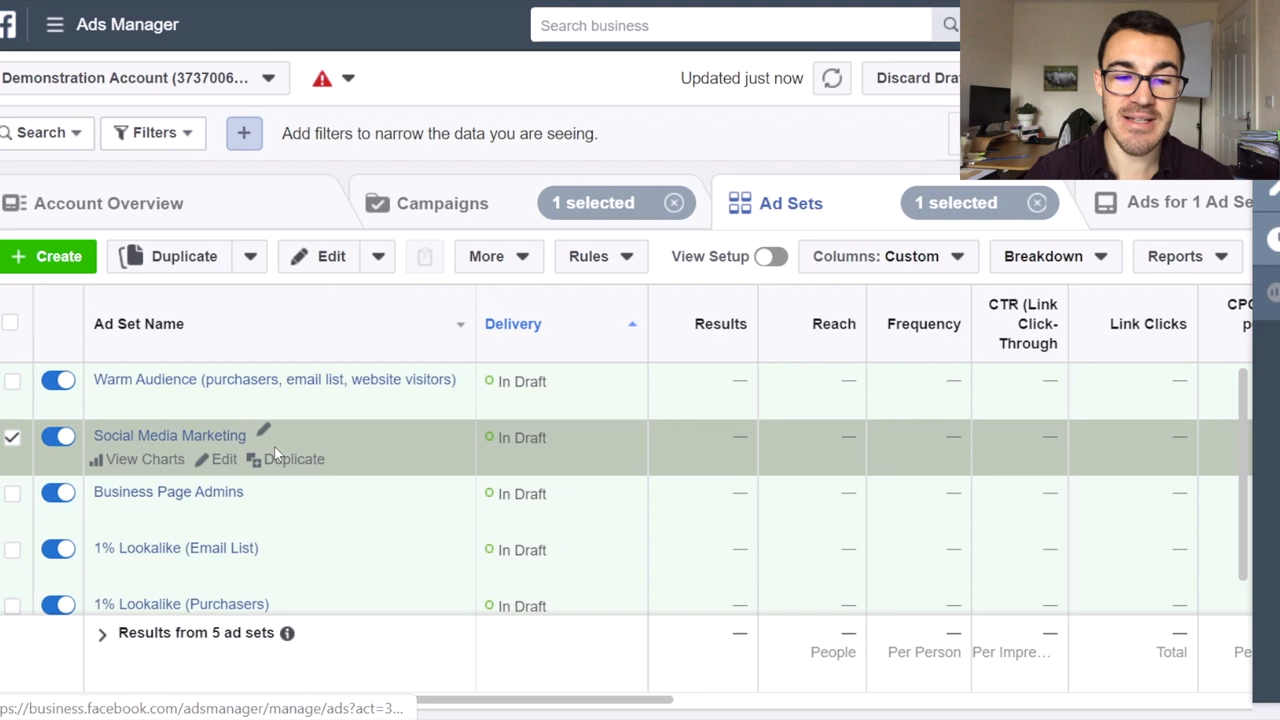 Ads Manager
Search business
Demonstration Account (3737006...
Updated just now
Discard Dra
Search
Filters
+
Add filters to narrow the data you are seeing.
Account Overview
Campaigns
1 selected
Ad Sets
1 selected
Ads for 1 Ad Se
+ Create
Duplicate
Edit
More
Rules
View Setup
Columns: Custom
Breakdown
Reports
Ad Set Name
Delivery
Results
Reach
Frequency
CTR (Link
Click-
Through
Link Clicks
CPC
p
Warm Audience (purchasers, email list, website visitors)
In Draft
— — — — —
Social Media Marketing
View Charts
Edit
Duplicate
In Draft
— — — — —
Business Page Admins
In Draft
— — — — —
1% Lookalike (Email List)
In Draft
— — — — —
1% Lookalike (Purchasers)
In Draft
— — — — —
Results from 5 ad sets
— — — — —
People
Per Person
Per Impre...
Total
Pe
ps://business.facebook.com/adsmanager/manage/ads?act=3...